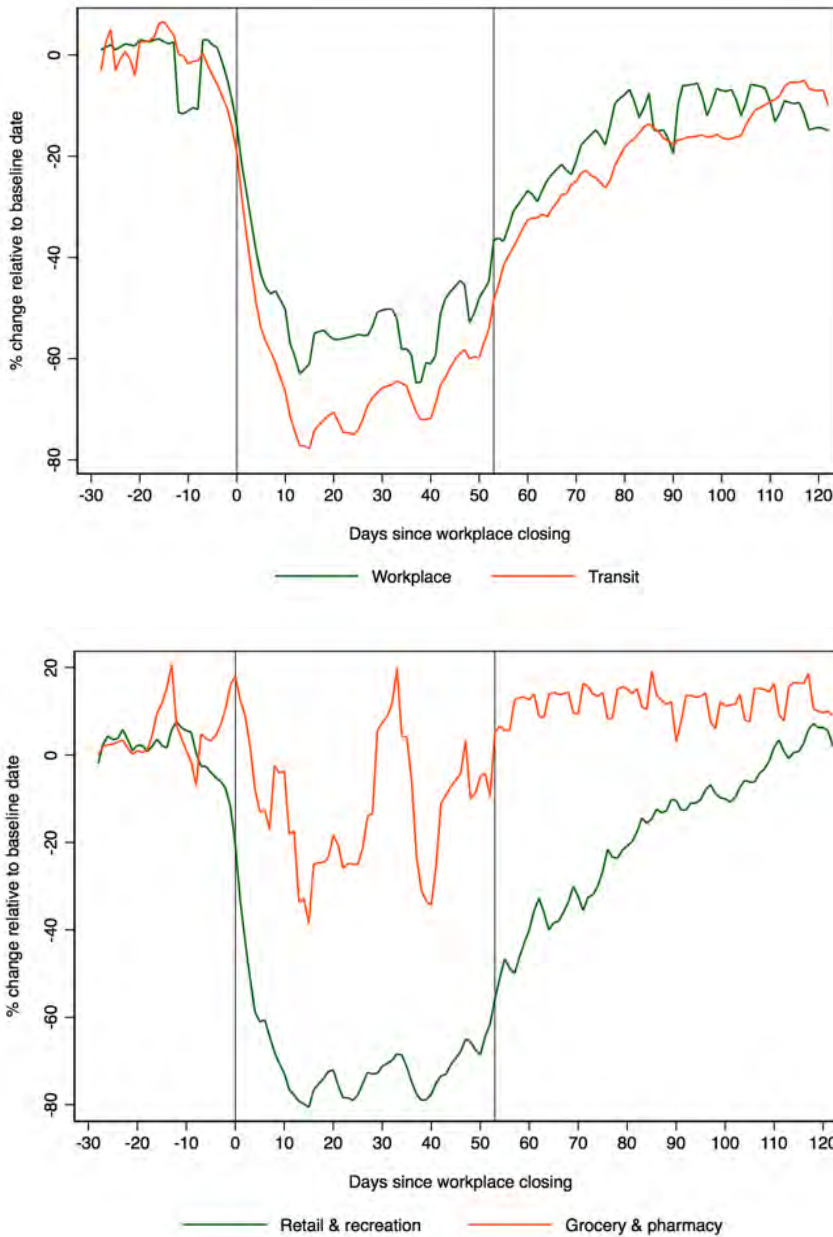 % change relative to baseline date
0
-20
-40
-60
-80
-30 -20 -10 0 10 20 30 40 50 60 70 80 90 100 110 120
Days since workplace closing
Workplace Transit
% change relative to baseline date
20
0
-20
-40
-60
-80
-30 -20 -10 0 10 20 30 40 50 60 70 80 90 100 110 120
Days since workplace closing
Retail & recreation Grocery & pharmacy